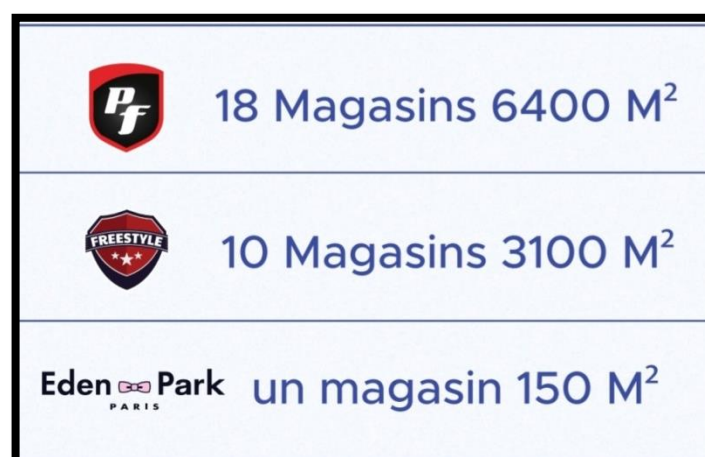 PF 18 Magasins 6400 M²
FREESTYLE 10 Magasins 3100 M²
Eden Park un magasin 150 M²
PARIS